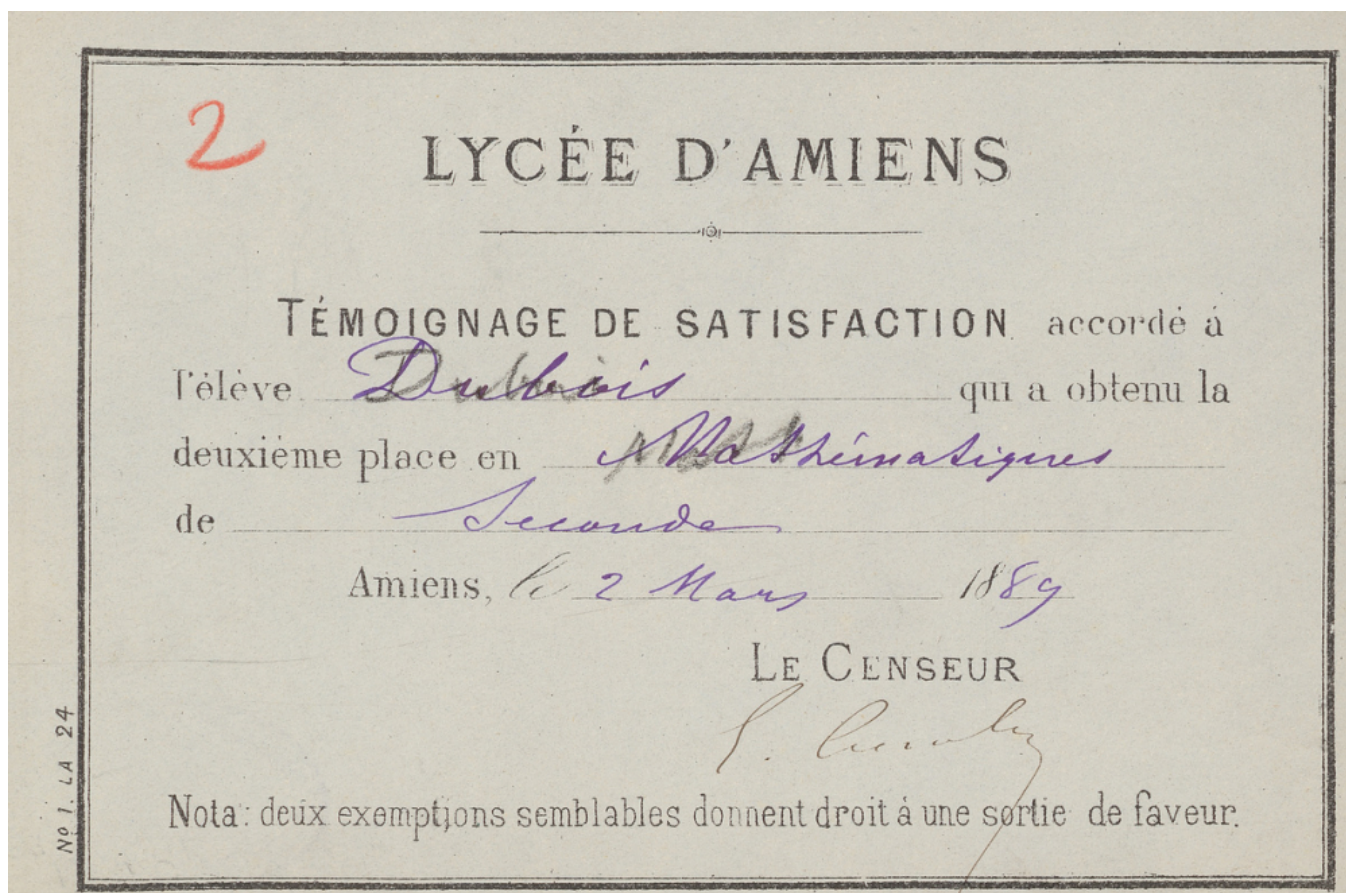 2
LYCÉE D'AMIENS
TÉMOIGNAGE DE SATISFACTION accordé à
l'élève Dubois qui a obtenu la
deuxième place en Mathématiques
de Seconde
Amiens, le 2 Mars 1889
LE CENSEUR
Nota: deux exemptions semblables donnent droit à une sortie de faveur.
Nº 1. LA 24